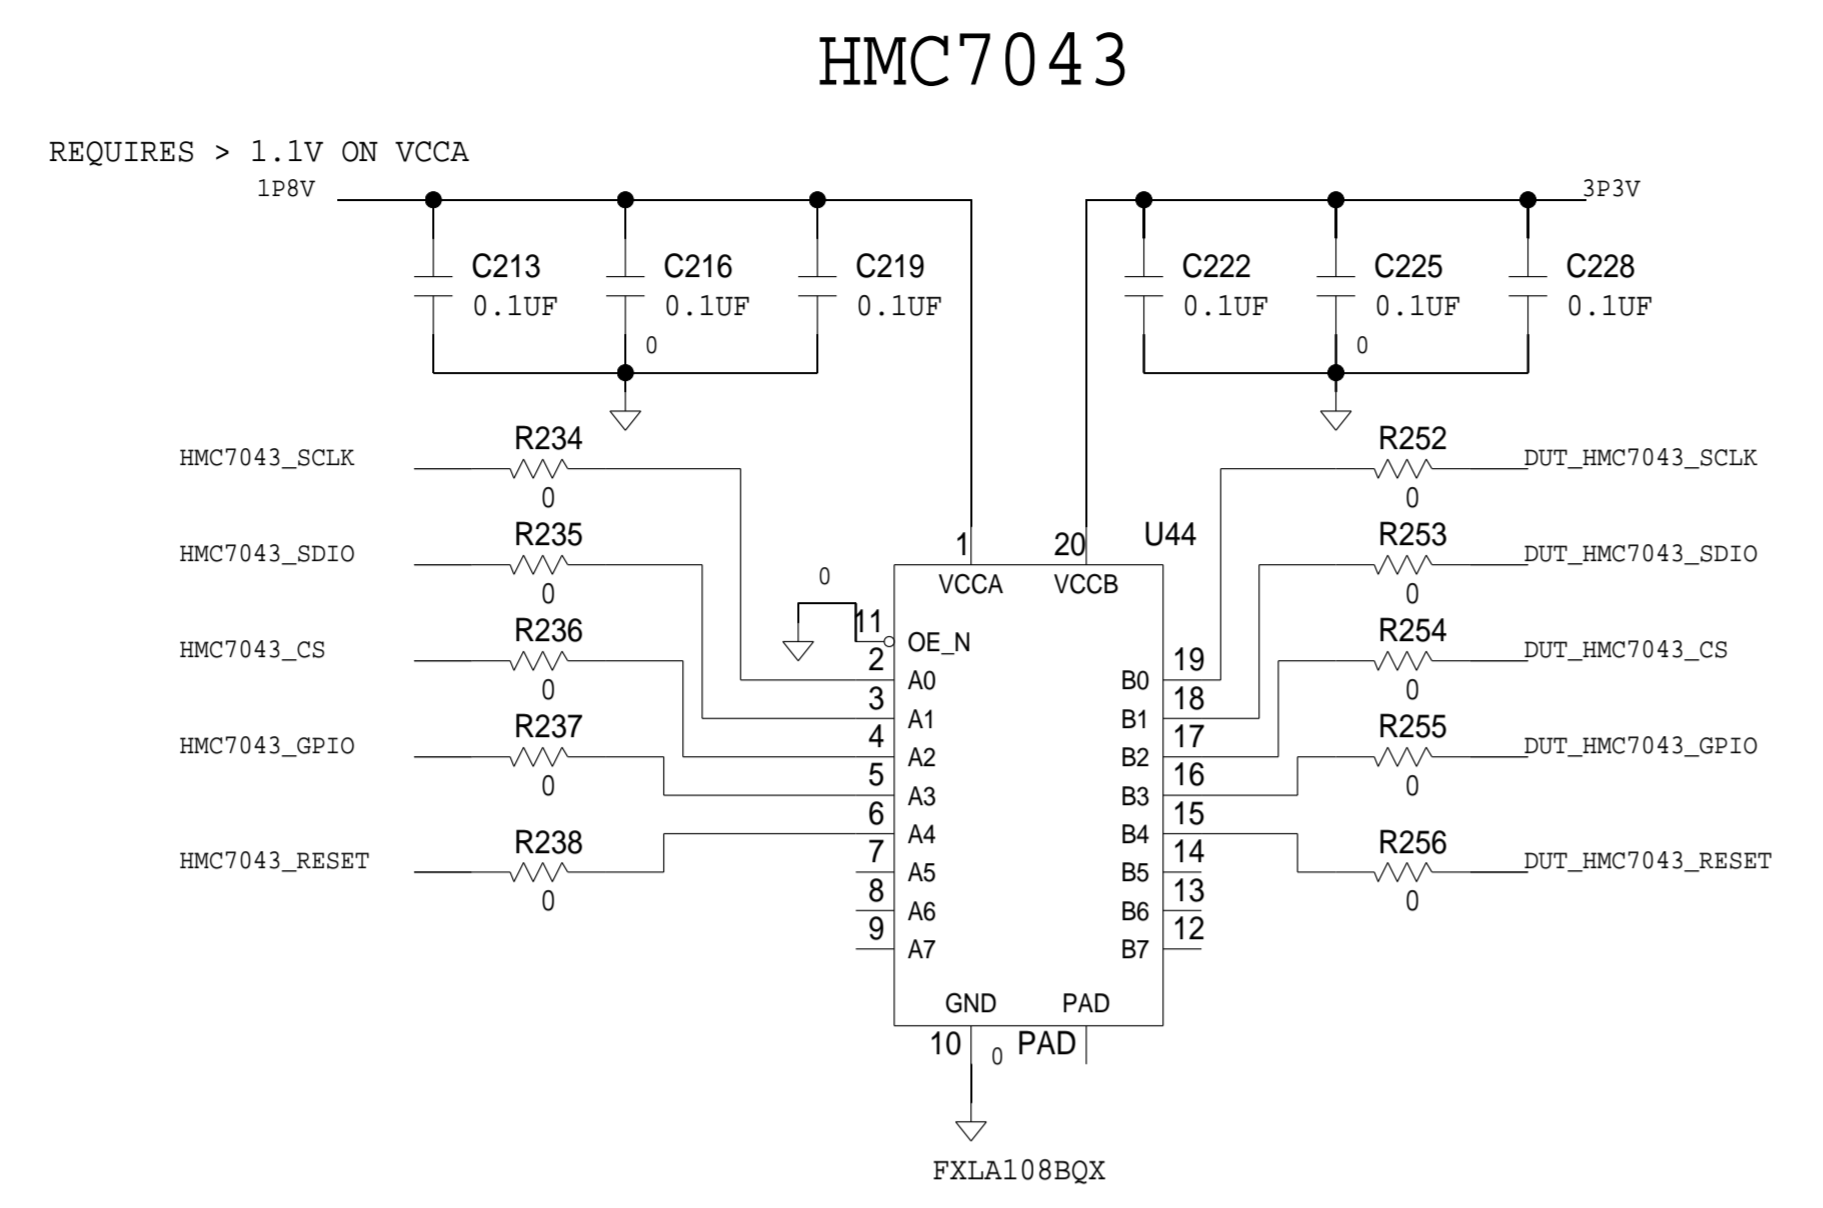 HMC7043
REQUIRES > 1.1V ON VCCA
1P8V
3P3V
C213
0.1UF
C216
0.1UF
0
C219
0.1UF
C222
0.1UF
C225
0.1UF
0
C228
0.1UF
HMC7043_SCLK
R234
0
HMC7043_SDIO
R235
0
HMC7043_CS
R236
0
HMC7043_GPIO
R237
0
HMC7043_RESET
R238
0
R252
0
DUT_HMC7043_SCLK
R253
0
DUT_HMC7043_SDIO
R254
0
DUT_HMC7043_CS
R255
0
DUT_HMC7043_GPIO
R256
0
DUT_HMC7043_RESET
U44
1
20
VCCA
VCCB
0
11
OE_N
2
A0
3
A1
4
A2
5
A3
6
A4
7
A5
8
A6
9
A7
19
B0
18
B1
17
B2
16
B3
15
B4
14
B5
13
B6
12
B7
GND
PAD
10
0
PAD
FXLA108BQX